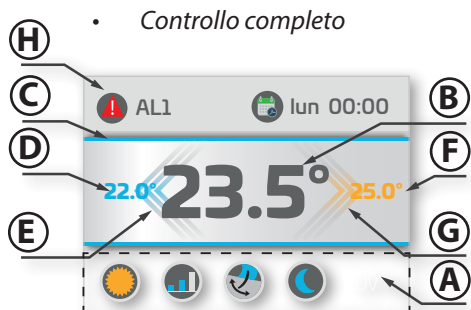 • Controllo completo
H
AL1 lun 00:00
C
B
D
F
22.0° 23.5° 25.0°
E
G
A